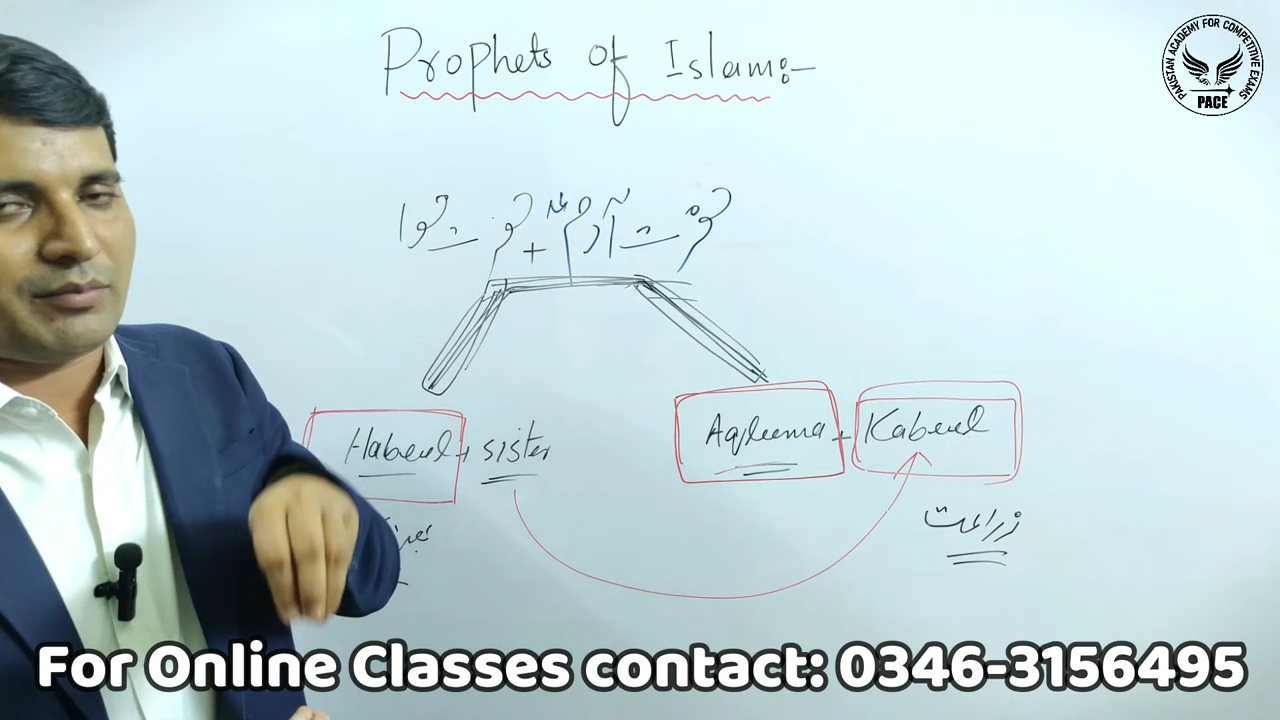 Prophets of Islam:-
PAKISTAN ACADEMY FOR COMPETITIVE EXAMS
PACE
حضرت آدمؑ + حضرت حوا
Habeel + sister
Aqleema + Kabeel
زراعت
For Online Classes contact: 0346-3156495